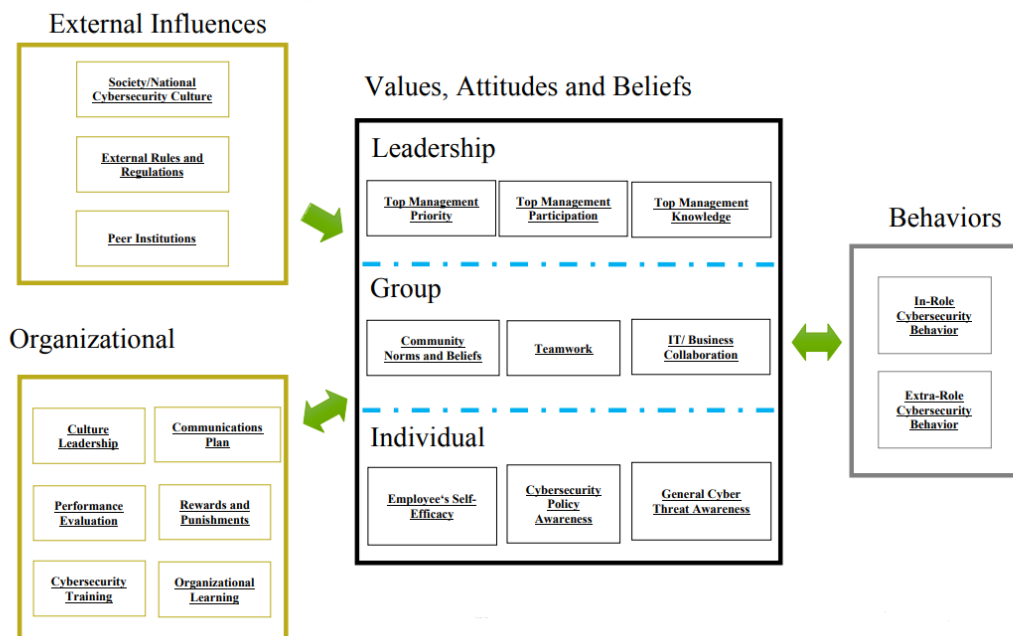 External Influences
Society/National
Cybersecurity Culture
External Rules and
Regulations
Peer Institutions
Organizational
Culture
Leadership
Communications
Plan
Performance
Evaluation
Rewards and
Punishments
Cybersecurity
Training
Organizational
Learning
Values, Attitudes and Beliefs
Leadership
Top Management
Priority
Top Management
Participation
Top Management
Knowledge
Group
Community
Norms and Beliefs
Teamwork
IT/ Business
Collaboration
Individual
Employee‘s Self-
Efficacy
Cybersecurity
Policy
Awareness
General Cyber
Threat Awareness
Behaviors
In-Role
Cybersecurity
Behavior
Extra-Role
Cybersecurity
Behavior